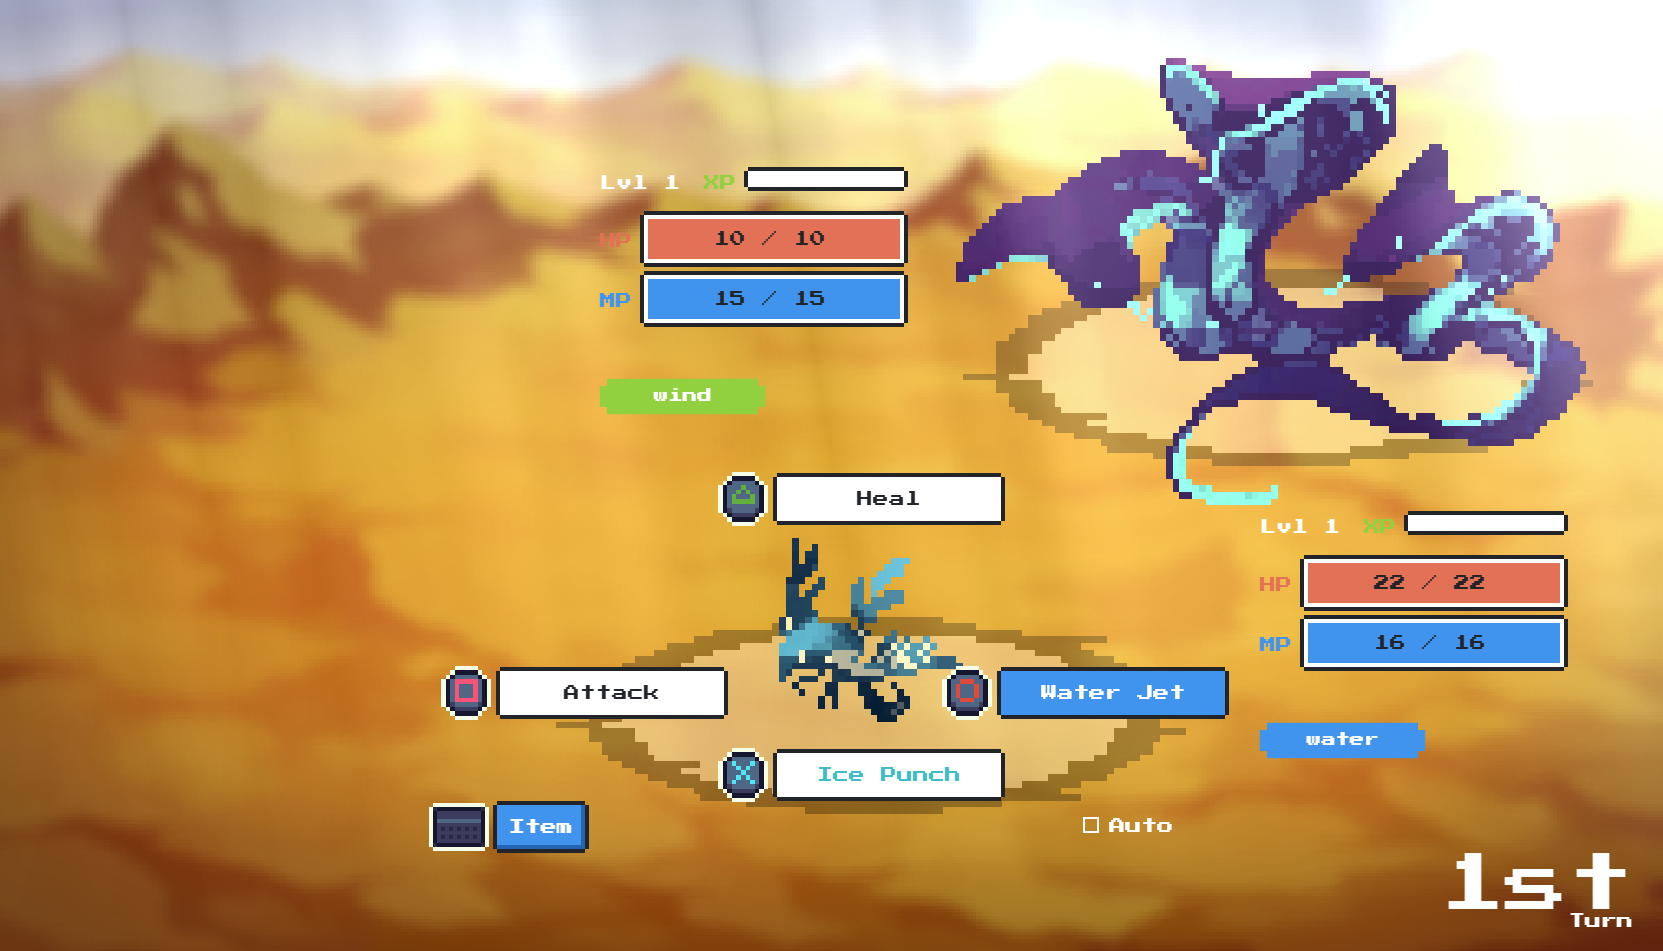 Lvl 1 XP
HP 10 / 10
MP 15 / 15
wind
Heal
Lvl 1 XP
HP 22 / 22
MP 16 / 16
Attack
Water Jet
water
Ice Punch
Item
Auto
1st
Turn